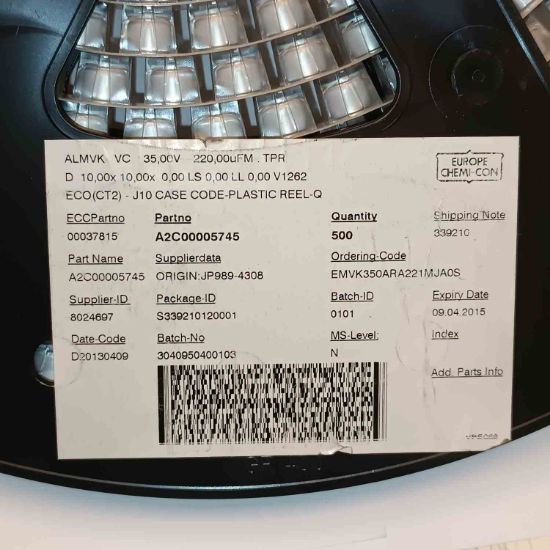 ALMVK VC 35,00V 220,00uFM . TPR
D 10,00x 10,00x 0,00 LS 0,00 LL 0,00 V1262
ECO(CT2) - J10 CASE CODE-PLASTIC REEL-Q
EUROPE
CHEMI-CON
ECCPartno Partno Quantity Shipping Note
00037815 A2C00005745 500 339210
Part Name Supplierdata Ordering-Code
A2C00005745 ORIGIN:JP989-4308 EMVK350ARA221MJA0S
Supplier-ID Package-ID Batch-ID Expiry Date
8024697 S339210120001 0101 09.04.2015
Date-Code Batch-No MS-Level: Index
D20130409 3040950400103 N
Add. Parts Info